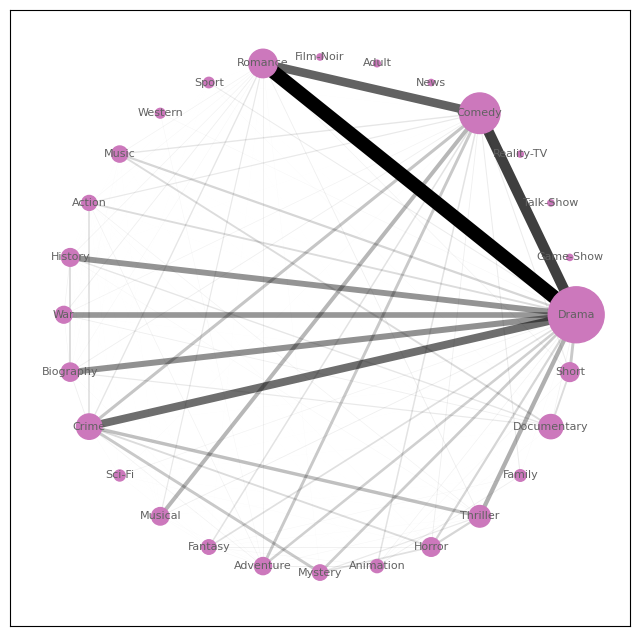 Film-Noir
Romance
Adult
Sport
News
Western
Comedy
Music
Reality-TV
Action
Talk-Show
History
Game-Show
War
Drama
Biography
Short
Crime
Documentary
Sci-Fi
Family
Musical
Thriller
Fantasy
Horror
Adventure
Mystery
Animation